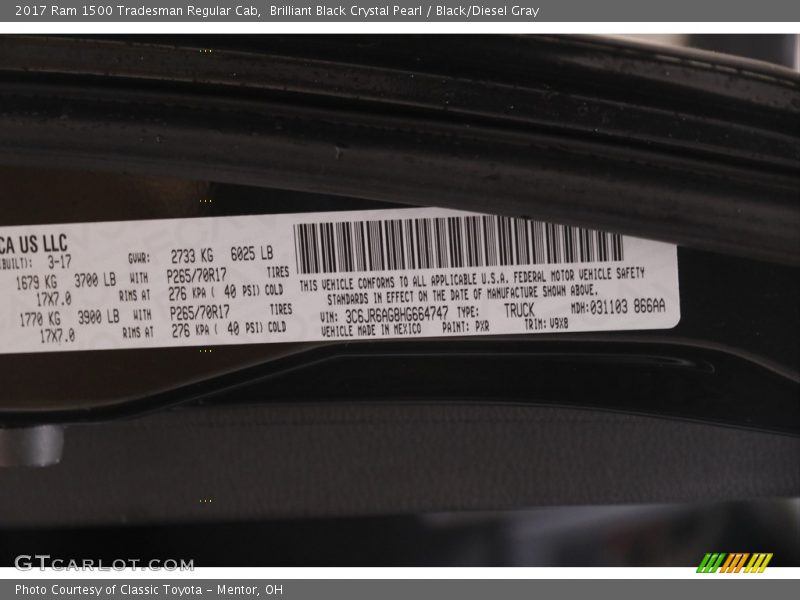 2017 Ram 1500 Tradesman Regular Cab, Brilliant Black Crystal Pearl / Black/Diesel Gray
CA US LLC
BUILT): 3-17 GVWR: 2733 KG 6025 LB
1679 KG 3700 LB WITH P265/70R17 TIRES
17X7.0 RIMS AT 276 KPA ( 40 PSI) COLD
1770 KG 3900 LB WITH P265/70R17 TIRES
17X7.0 RIMS AT 276 KPA ( 40 PSI) COLD
THIS VEHICLE CONFORMS TO ALL APPLICABLE U.S.A. FEDERAL MOTOR VEHICLE SAFETY
STANDARDS IN EFFECT ON THE DATE OF MANUFACTURE SHOWN ABOVE.
VIN: 3C6JR6AG8HG664747 TYPE: TRUCK MDH: 031103 866AA
VEHICLE MADE IN MEXICO PAINT: PXR TRIM: V9X8
GTCARLOT.COM
Photo Courtesy of Classic Toyota - Mentor, OH